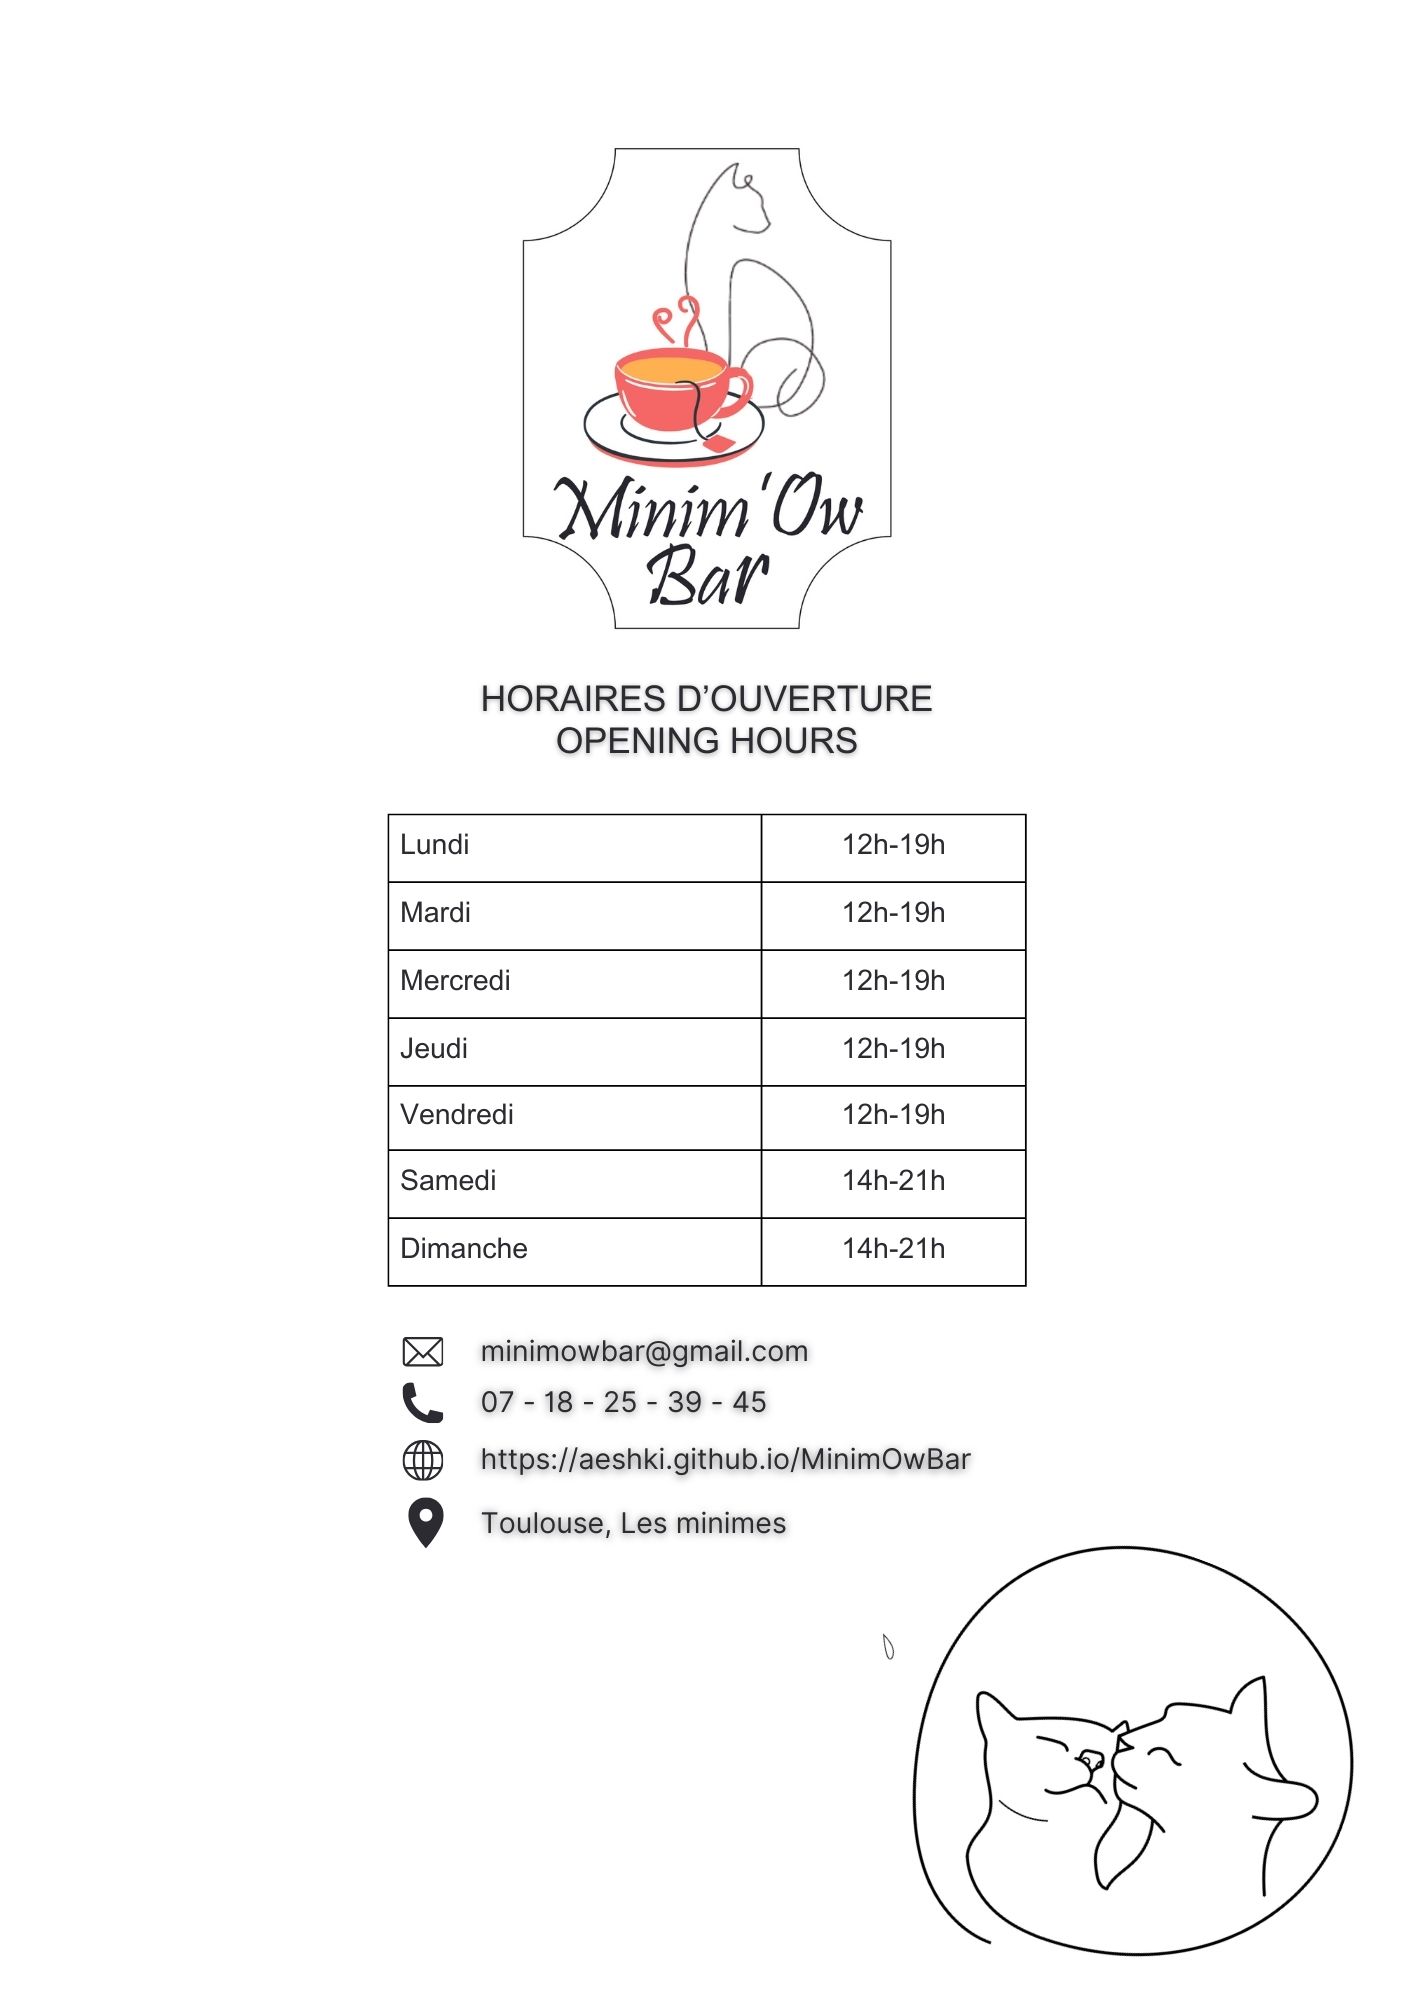 Minim'Ow
Bar
HORAIRES D’OUVERTURE
OPENING HOURS
Lundi 12h-19h
Mardi 12h-19h
Mercredi 12h-19h
Jeudi 12h-19h
Vendredi 12h-19h
Samedi 14h-21h
Dimanche 14h-21h
minimowbar@gmail.com
07 - 18 - 25 - 39 - 45
https://aeshki.github.io/MinimOwBar
Toulouse, Les minimes